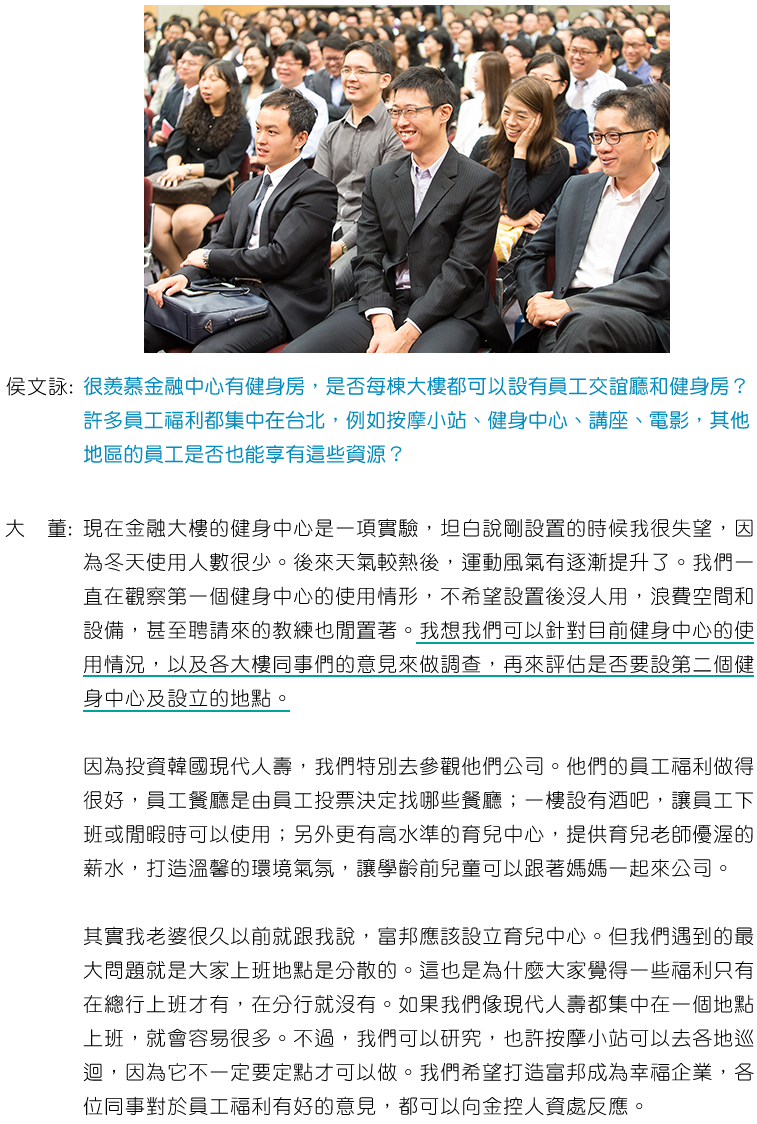 侯文詠: 很羨慕金融中心有健身房，是否每棟大樓都可以設有員工交誼廳和健身房？
許多員工福利都集中在台北，例如按摩小站、健身中心、講座、電影，其他
地區的員工是否也能享有這些資源？
大　董: 現在金融大樓的健身中心是一項實驗，坦白說剛設置的時候我很失望，因
為冬天使用人數很少。後來天氣較熱後，運動風氣有逐漸提升了。我們一
直在觀察第一個健身中心的使用情形，不希望設置後沒人用，浪費空間和
設備，甚至聘請來的教練也閒置著。我想我們可以針對目前健身中心的使
用情況，以及各大樓同事們的意見來做調查，再來評估是否要設第二個健
身中心及設立的地點。
因為投資韓國現代人壽，我們特別去參觀他們公司。他們的員工福利做得
很好，員工餐廳是由員工投票決定找哪些餐廳；一樓設有酒吧，讓員工下
班或閒暇時可以使用；另外更有高水準的育兒中心，提供育兒老師優渥的
薪水，打造溫馨的環境氣氛，讓學齡前兒童可以跟著媽媽一起來公司。
其實我老婆很久以前就跟我說，富邦應該設立育兒中心。但我們遇到的最
大問題就是大家上班地點是分散的。這也是為什麼大家覺得一些福利只有
在總行上班才有，在分行就沒有。如果我們像現代人壽都集中在一個地點
上班，就會容易很多。不過，我們可以研究，也許按摩小站可以去各地巡
迴，因為它不一定要定點才可以做。我們希望打造富邦成為幸福企業，各
位同事對於員工福利有好的意見，都可以向金控人資處反應。